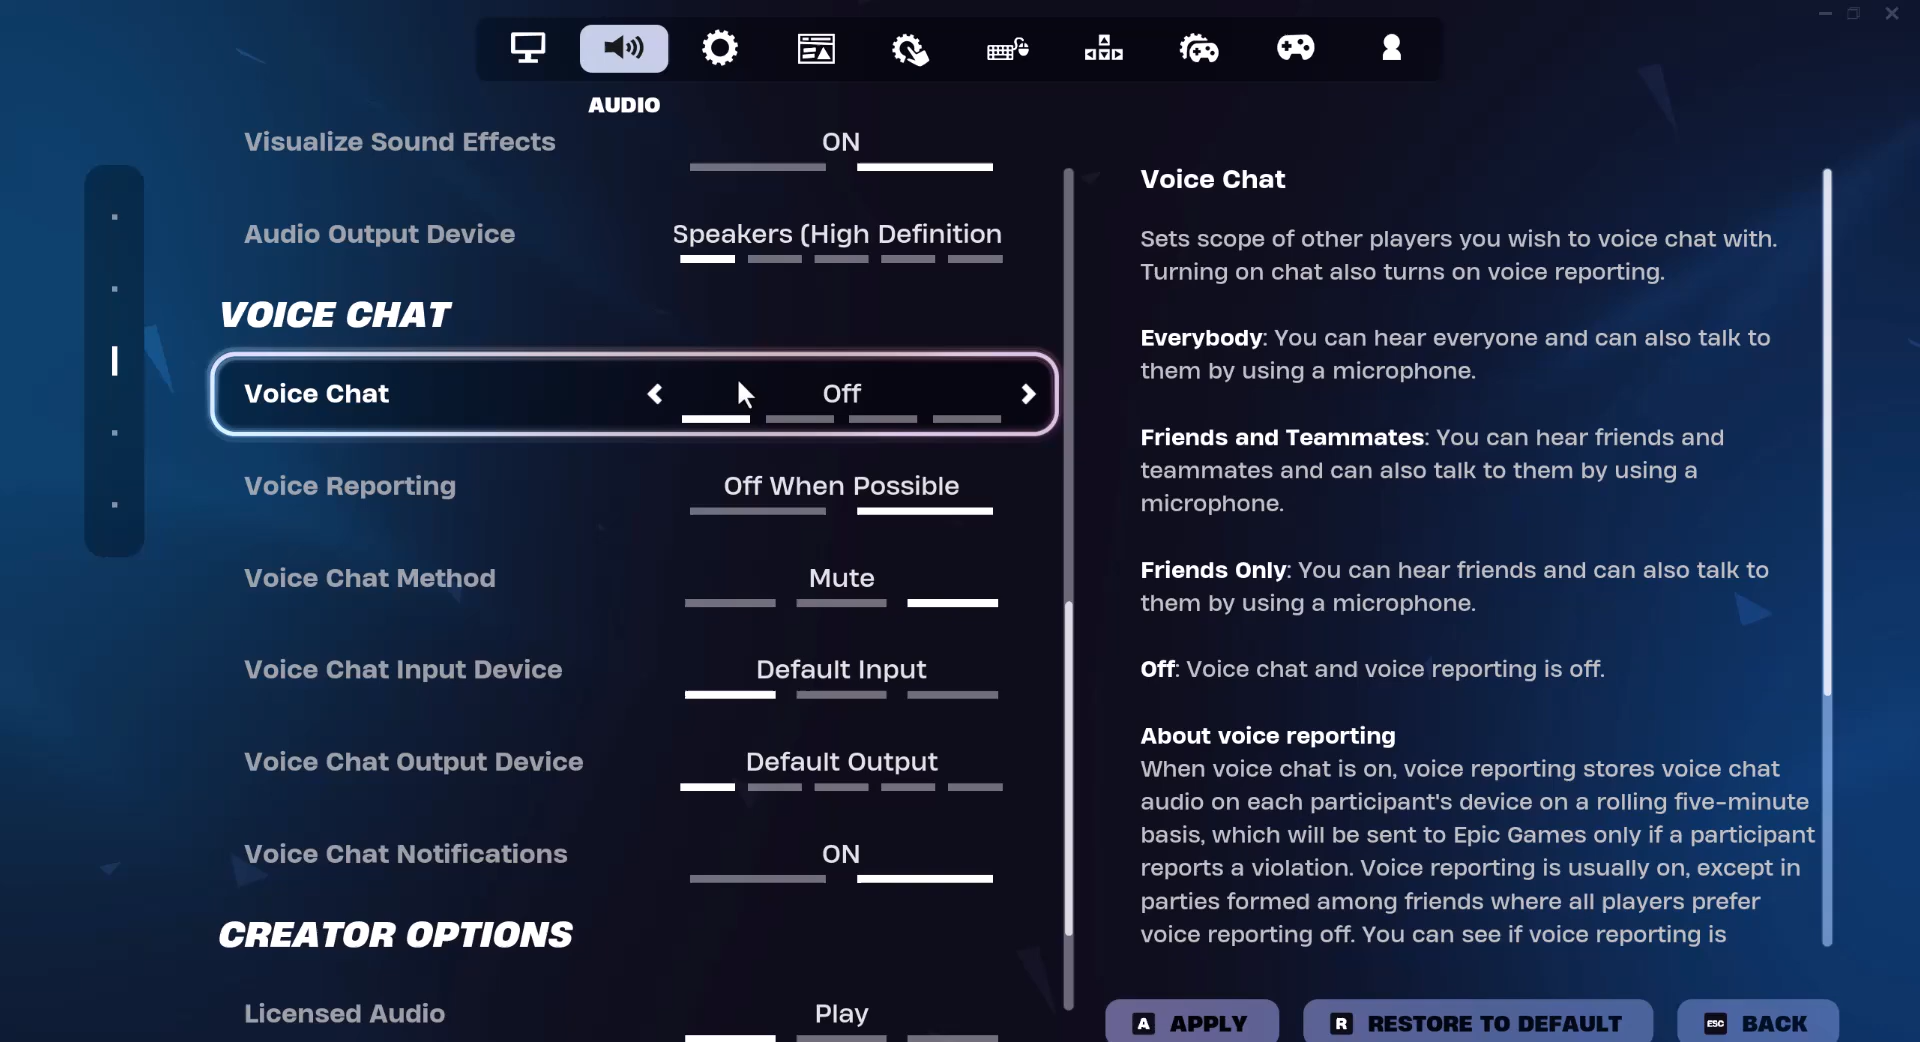 AUDIO
Visualize Sound Effects
ON
Audio Output Device
Speakers (High Definition
VOICE CHAT
Voice Chat
Off
Voice Reporting
Off When Possible
Voice Chat Method
Mute
Voice Chat Input Device
Default Input
Voice Chat Output Device
Default Output
Voice Chat Notifications
ON
CREATOR OPTIONS
Licensed Audio
Play
Voice Chat
Sets scope of other players you wish to voice chat with.
Turning on chat also turns on voice reporting.
Everybody: You can hear everyone and can also talk to
them by using a microphone.
Friends and Teammates: You can hear friends and
teammates and can also talk to them by using a
microphone.
Friends Only: You can hear friends and can also talk to
them by using a microphone.
Off: Voice chat and voice reporting is off.
About voice reporting
When voice chat is on, voice reporting stores voice chat
audio on each participant's device on a rolling five-minute
basis, which will be sent to Epic Games only if a participant
reports a violation. Voice reporting is usually on, except in
parties formed among friends where all players prefer
voice reporting off. You can see if voice reporting is
A APPLY
R RESTORE TO DEFAULT
ESC BACK